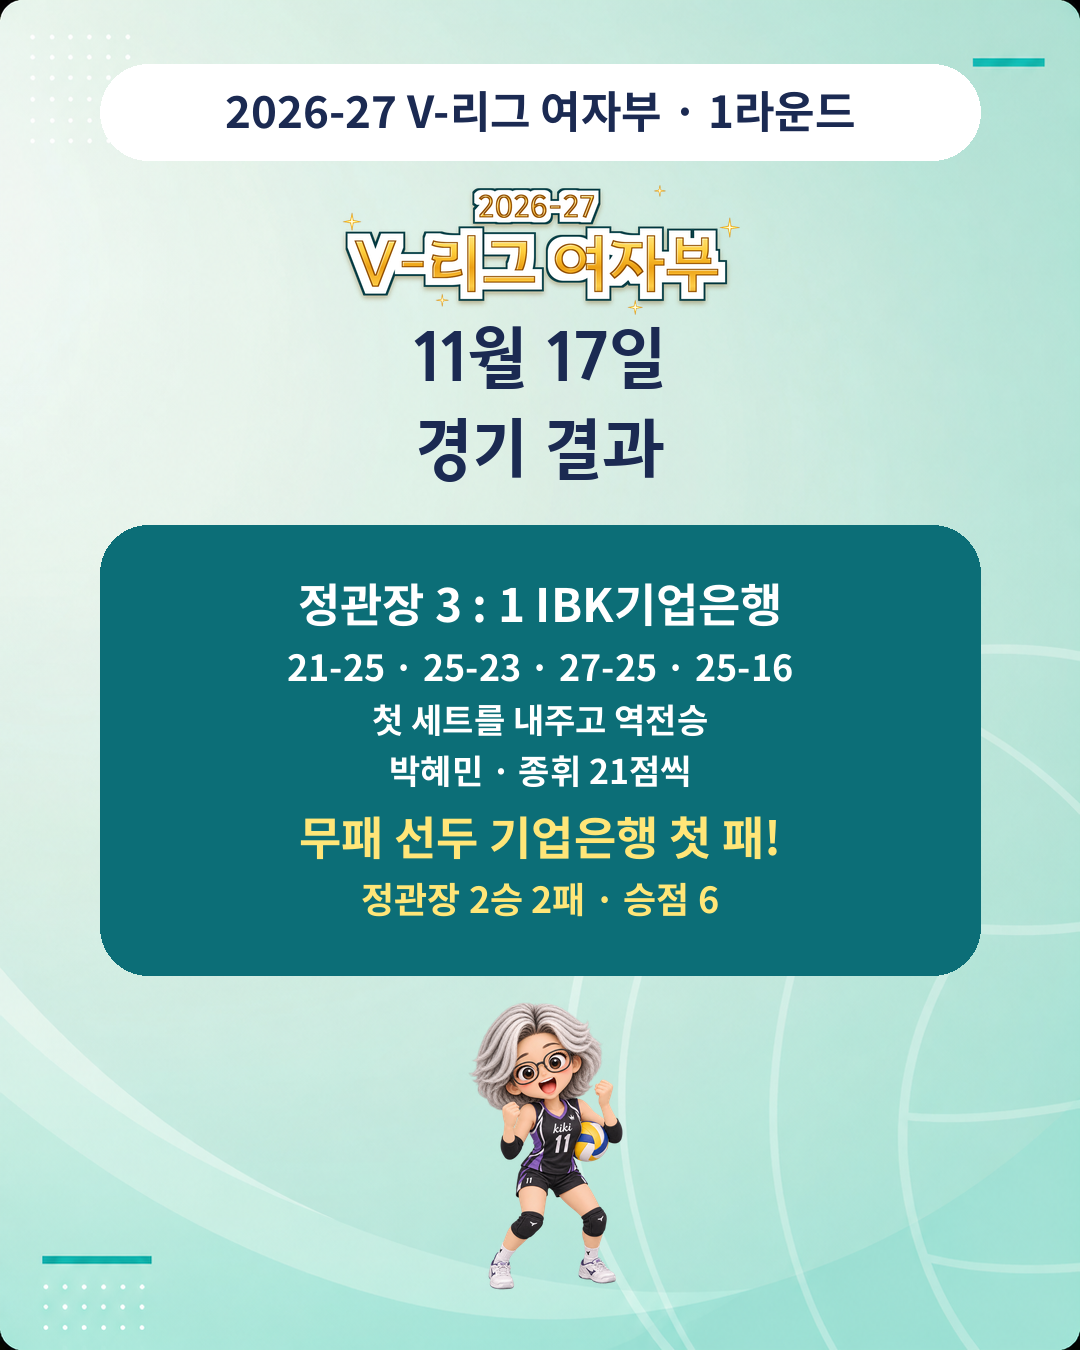 2026-27 V-리그 여자부 · 1라운드
2026-27
V-리그 여자부
11월 17일
경기 결과
정관장 3 : 1 IBK기업은행
21-25 · 25-23 · 27-25 · 25-16
첫 세트를 내주고 역전승
박혜민 · 종휘 21점씩
무패 선두 기업은행 첫 패!
정관장 2승 2패 · 승점 6
kiki
11
11